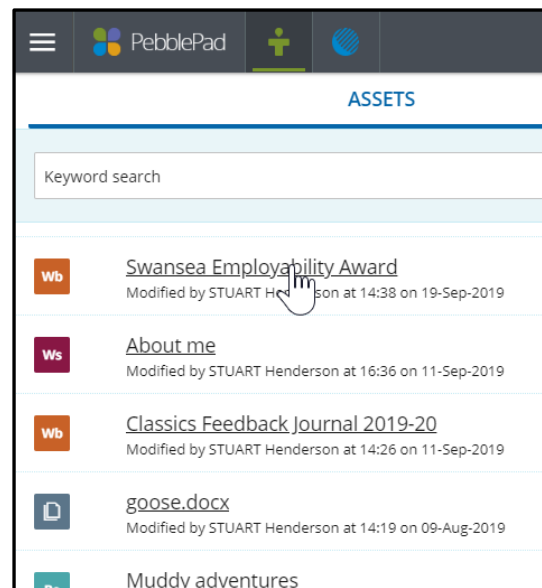 PebblePad
ASSETS
Keyword search
Wb Swansea Employability Award
Modified by STUART Henderson at 14:38 on 19-Sep-2019
Ws About me
Modified by STUART Henderson at 16:36 on 11-Sep-2019
Wb Classics Feedback Journal 2019-20
Modified by STUART Henderson at 14:26 on 11-Sep-2019
goose.docx
Modified by STUART Henderson at 14:19 on 09-Aug-2019
Muddy adventures